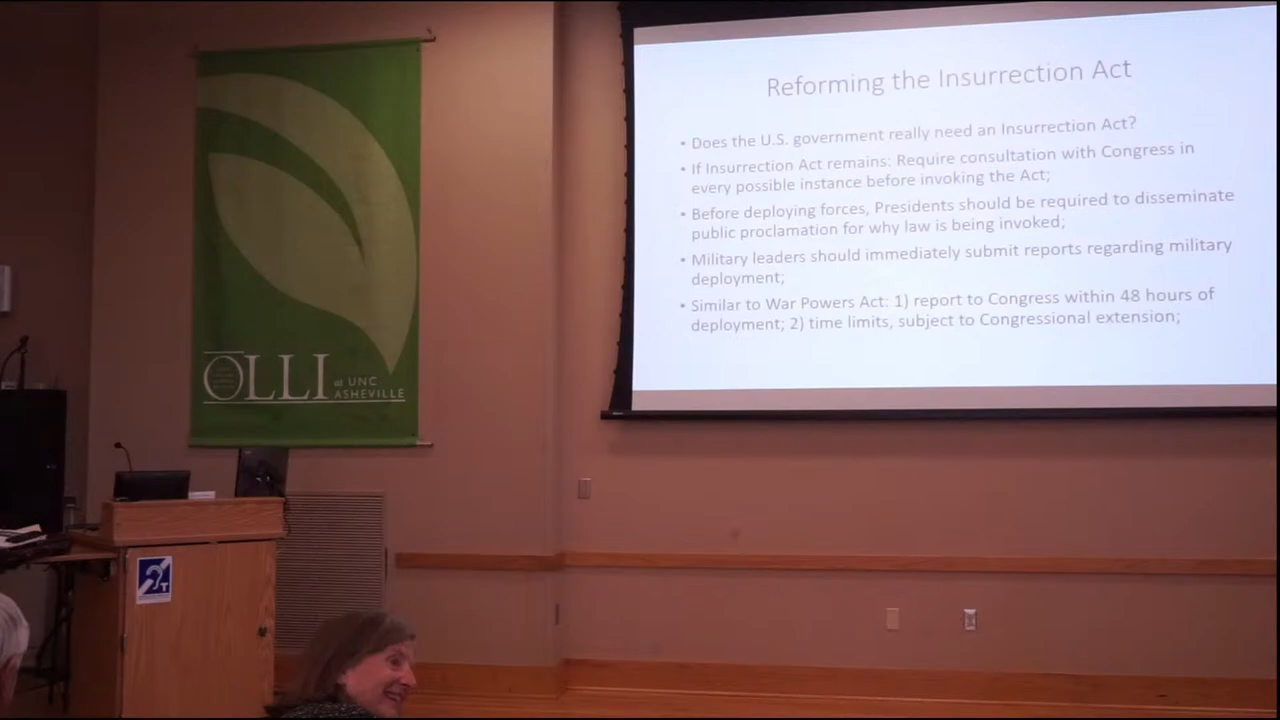 Reforming the Insurrection Act
• Does the U.S. government really need an Insurrection Act?
• If Insurrection Act remains: Require consultation with Congress in
every possible instance before invoking the Act;
• Before deploying forces, Presidents should be required to disseminate
public proclamation for why law is being invoked;
• Military leaders should immediately submit reports regarding military
deployment;
• Similar to War Powers Act: 1) report to Congress within 48 hours of
deployment; 2) time limits, subject to Congressional extension;
OLLI at UNC
ASHEVILLE
T